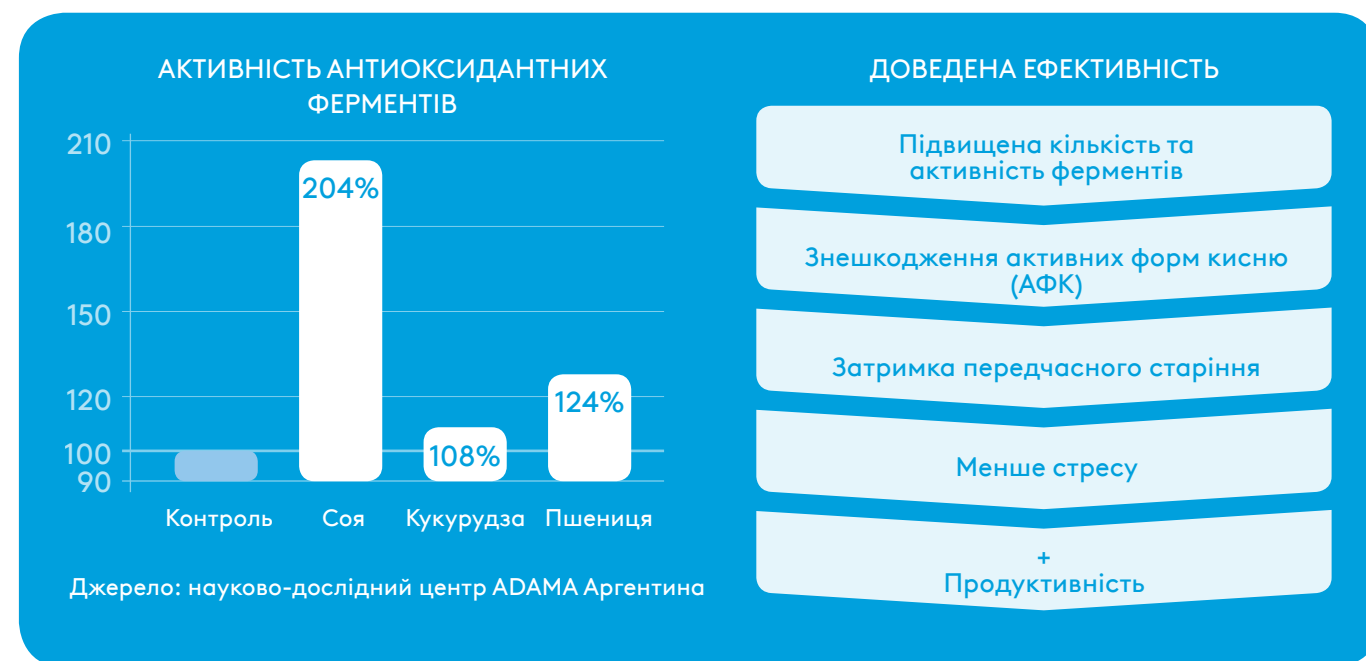 АКТИВНІСТЬ АНТИОКСИДАНТНИХ
ФЕРМЕНТІВ
210
180
150
120
100
90
204%
108%
124%
Контроль
Соя
Кукурудза
Пшениця
Джерело: науково-дослідний центр ADAMA Аргентина
ДОВЕДЕНА ЕФЕКТИВНІСТЬ
Підвищена кількість та
активність ферментів
Знешкодження активних форм кисню
(АФК)
Затримка передчасного старіння
Менше стресу
+
Продуктивність